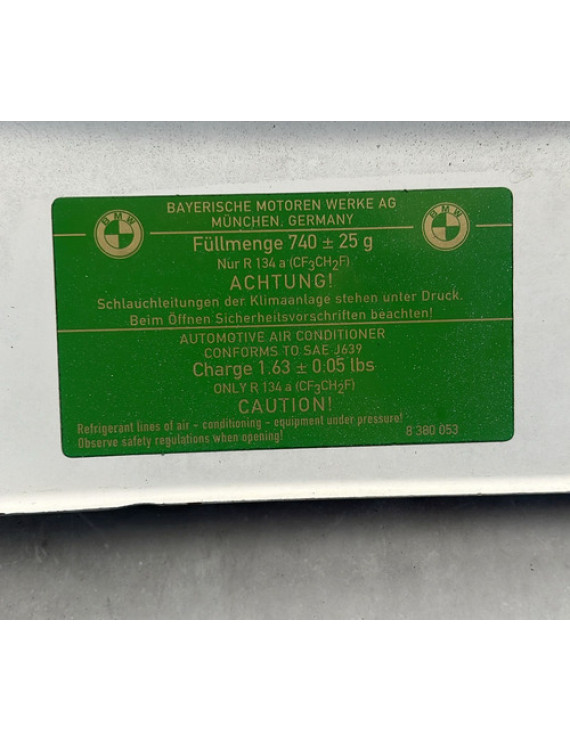 BAYERISCHE MOTOREN WERKE AG
MÜNCHEN, GERMANY
BMW
BMW
Füllmenge 740 ± 25 g
Nur R 134 a (CF₃CH₂F)
ACHTUNG!
Schlauchleitungen der Klimaanlage stehen unter Druck.
Beim Öffnen Sicherheitsvorschriften beachten!
AUTOMOTIVE AIR CONDITIONER
CONFORMS TO SAE J639
Charge 1.63 ± 0.05 lbs
ONLY R 134 a (CF₃CH₂F)
CAUTION!
Refrigerant lines of air - conditioning - equipment under pressure!
Observe safety regulations when opening!
8 380 053